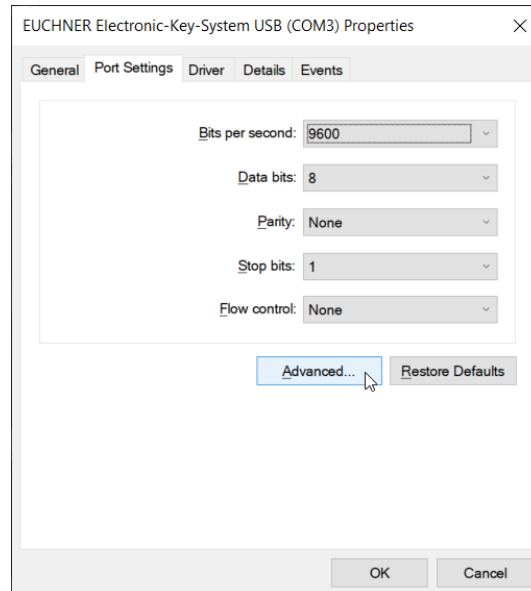 EUCHNER Electronic-Key-System USB (COM3) Properties
General Port Settings Driver Details Events
Bits per second: 9600
Data bits: 8
Parity: None
Stop bits: 1
Flow control: None
Advanced... Restore Defaults
OK Cancel